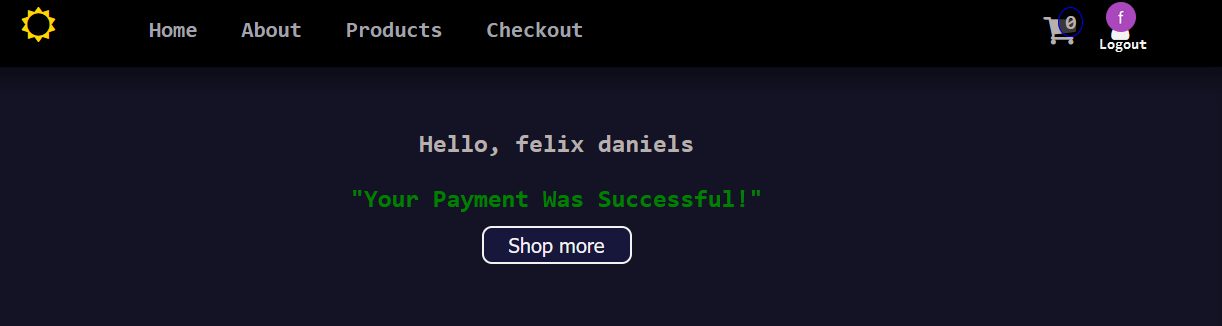 Home About Products Checkout 0 f
Logout
Hello, felix daniels
"Your Payment Was Successful!"
Shop more